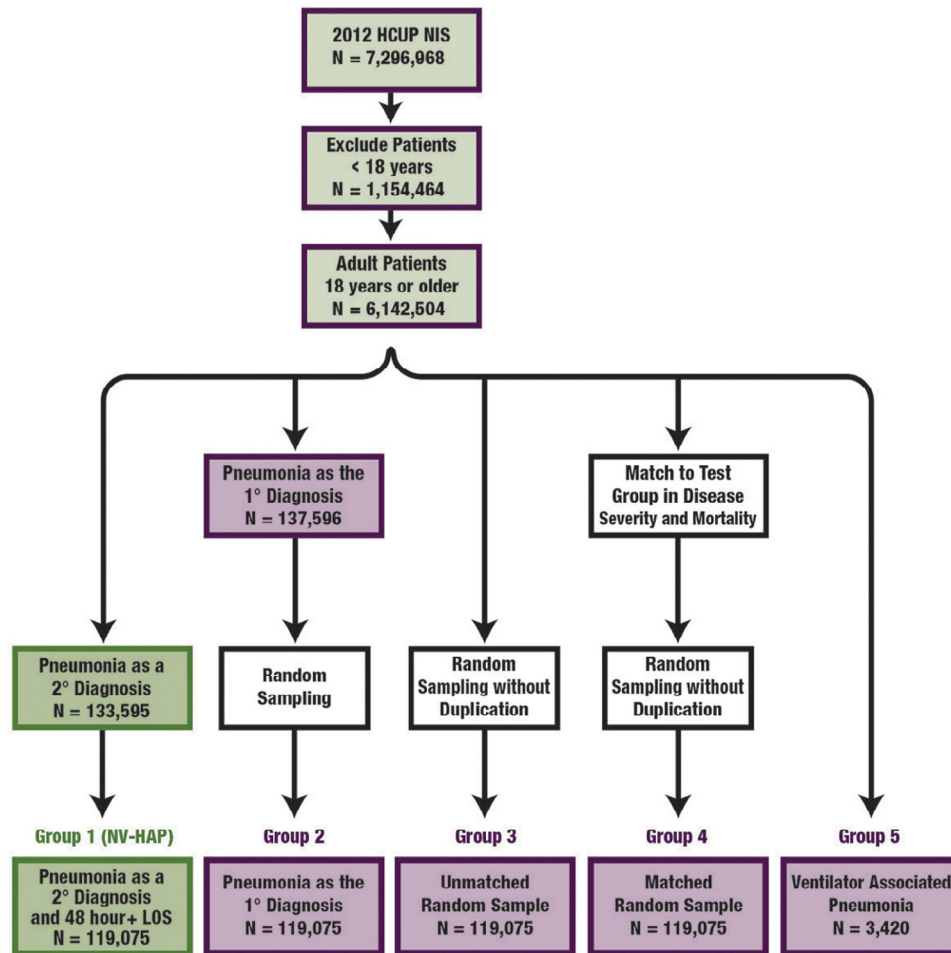 2012 HCUP NIS
N = 7,296,968
Exclude Patients
< 18 years
N = 1,154,464
Adult Patients
18 years or older
N = 6,142,504
Pneumonia as the
1° Diagnosis
N = 137,596
Match to Test
Group in Disease
Severity and Mortality
Pneumonia as a
2° Diagnosis
N = 133,595
Random
Sampling
Random
Sampling without
Duplication
Random
Sampling without
Duplication
Group 1 (NV-HAP)
Pneumonia as a
2° Diagnosis
and 48 hour+ LOS
N = 119,075
Group 2
Pneumonia as the
1° Diagnosis
N = 119,075
Group 3
Unmatched
Random Sample
N = 119,075
Group 4
Matched
Random Sample
N = 119,075
Group 5
Ventilator Associated
Pneumonia
N = 3,420